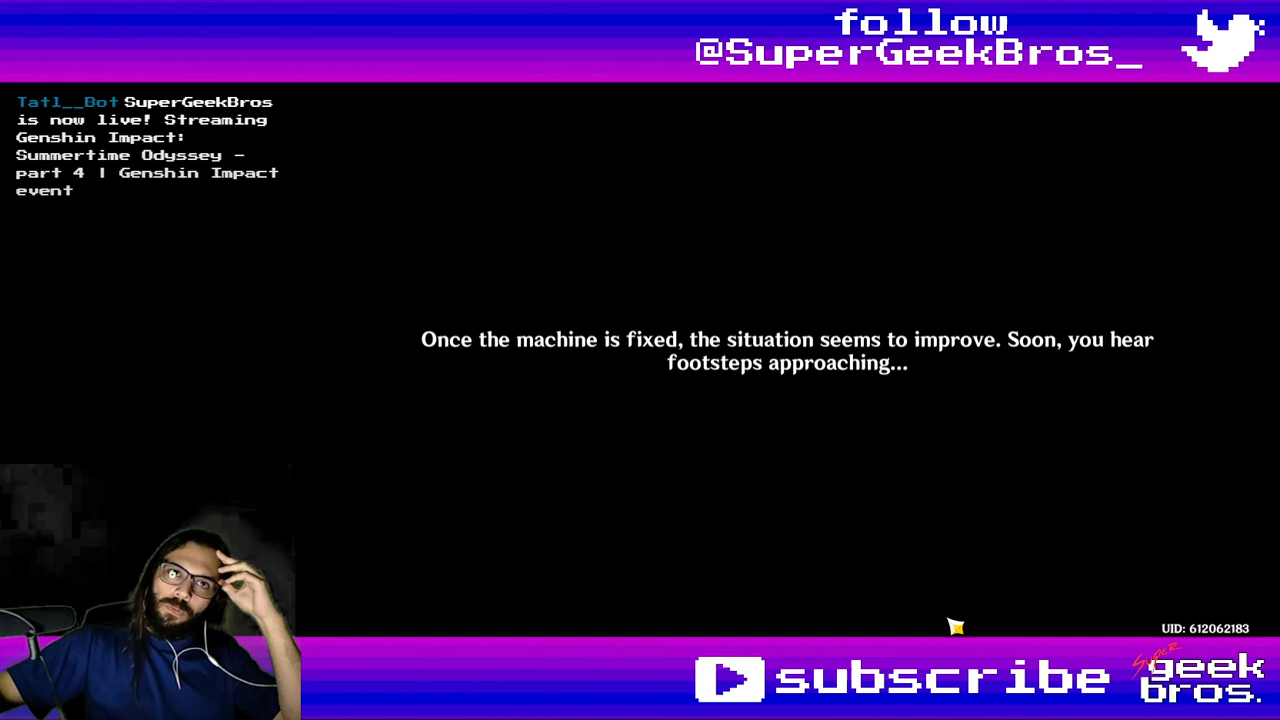 follow
@SuperGeekBros_
Tatl__Bot SuperGeekBros
is now live! Streaming
Genshin Impact:
Summertime Odyssey -
part 4 | Genshin Impact
event
Once the machine is fixed, the situation seems to improve. Soon, you hear
footsteps approaching...
UID: 612062183
subscribe
SUPER
geek
bros.